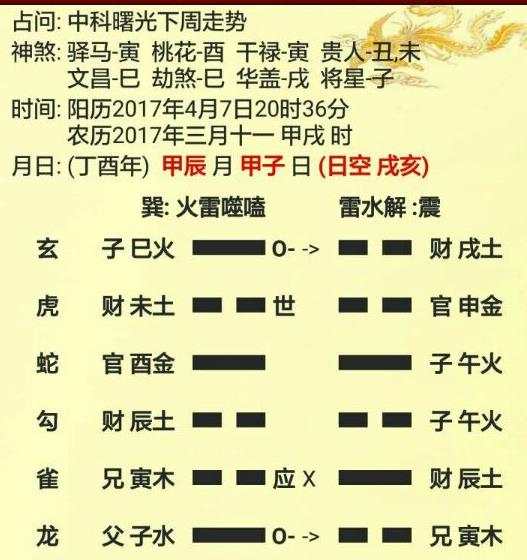 占问: 中科曙光下周走势
神煞: 驿马-寅 桃花-酉 干禄-寅 贵人-丑,未
文昌-巳 劫煞-巳 华盖-戌 将星-子
时间: 阳历2017年4月7日20时36分
农历2017年三月十一 甲戌 时
月日: (丁酉年) 甲辰 月 甲子 日 (日空 戌亥)
巽: 火雷噬嗑 雷水解 :震
玄 子 巳火 O- -> 财 戌土
虎 财 未土 世 官 申金
蛇 官 酉金 子 午火
勾 财 辰土 子 午火
雀 兄 寅木 应 X 财 辰土
龙 父 子水 O- -> 兄 寅木